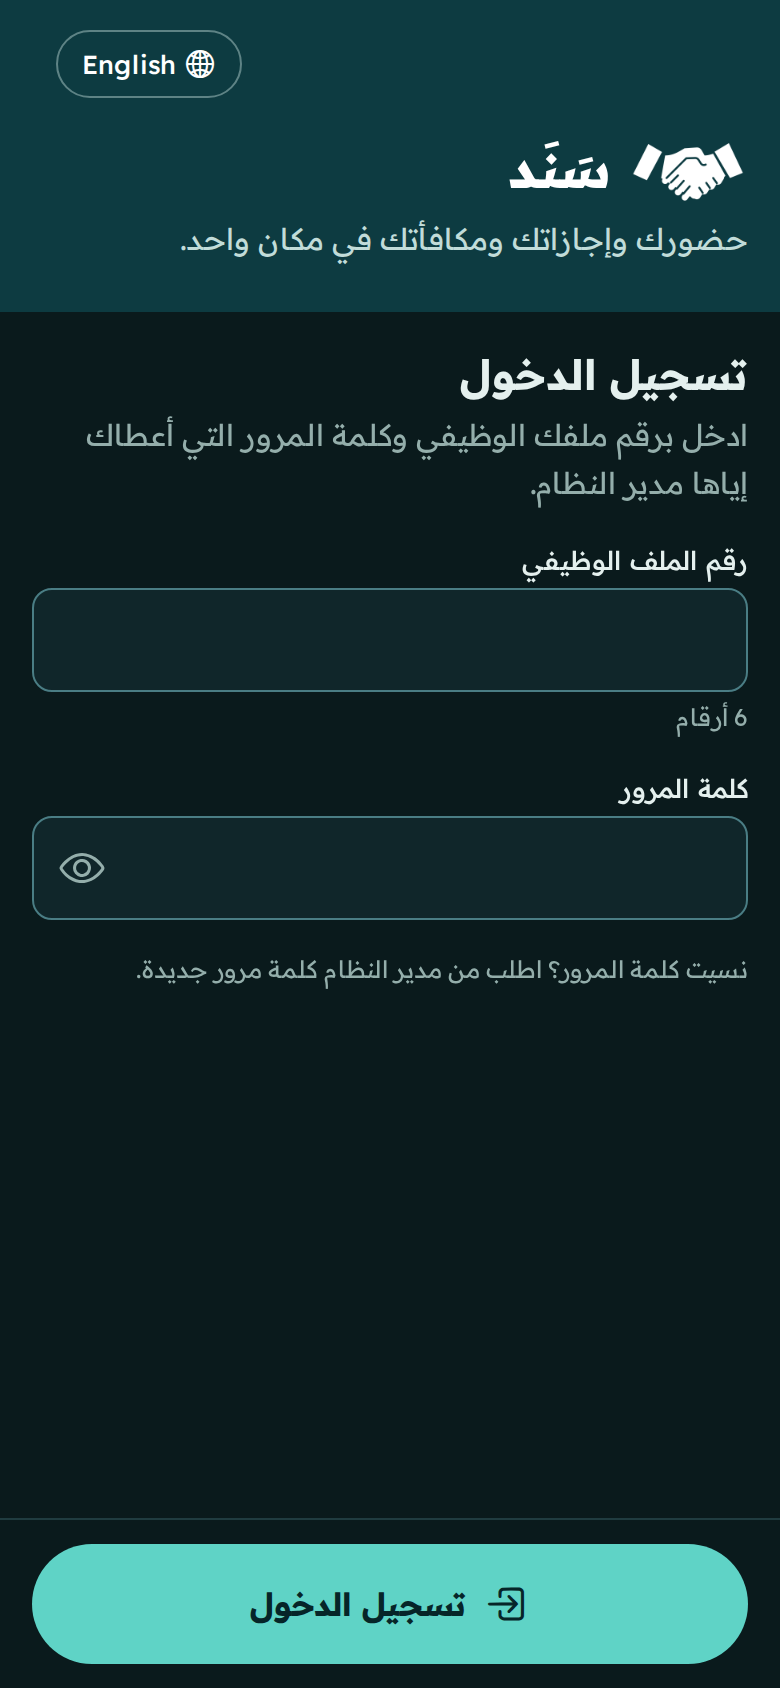 English
سَنَد
حضورك وإجازاتك ومكافأتك في مكان واحد.
تسجيل الدخول
ادخل برقم ملفك الوظيفي وكلمة المرور التي أعطاك
إياها مدير النظام.
رقم الملف الوظيفي
6 أرقام
كلمة المرور
نسيت كلمة المرور؟ اطلب من مدير النظام كلمة مرور جديدة.
تسجيل الدخول